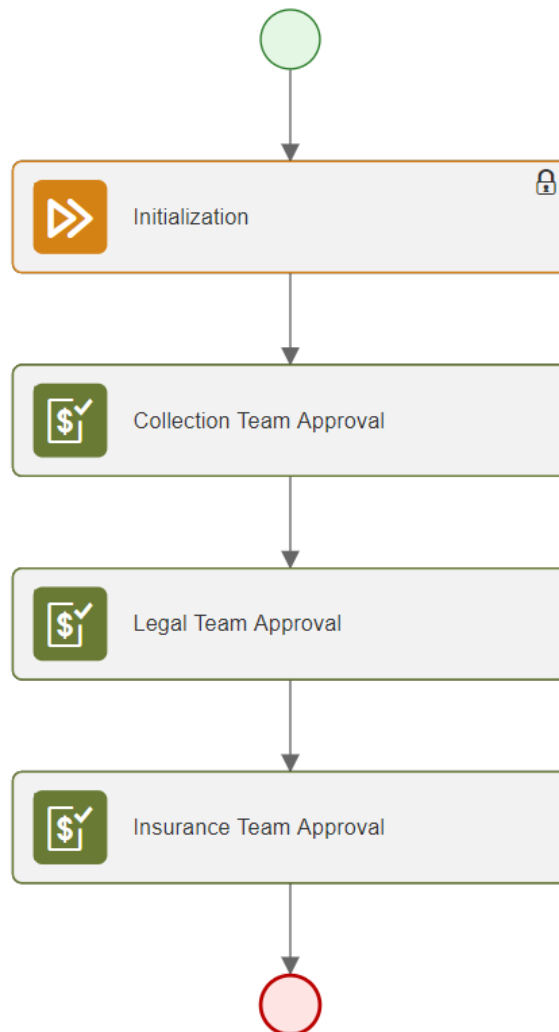 Initialization
$
Collection Team Approval
$
Legal Team Approval
$
Insurance Team Approval